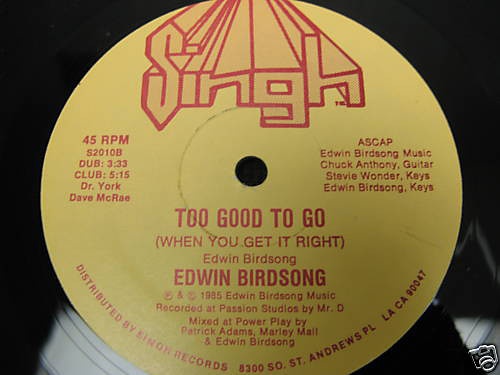 Singh
45 RPM
S2010B
DUB: 3:33
CLUB: 5:15
Dr. York
Dave McRae
ASCAP
Edwin Birdsong Music
Chuck Anthony, Guitar
Stevie Wonder, Keys
Edwin Birdsong, Keys
TOO GOOD TO GO
(WHEN YOU GET IT RIGHT)
Edwin Birdsong
EDWIN BIRDSONG
℗ & © 1985 Edwin Birdsong Music
Recorded at Passion Studios by Mr. D
Mixed at Power Play by
Patrick Adams, Marley Mall
& Edwin Birdsong
DISTRIBUTED BY SINGH RECORDS 8300 SO. ST. ANDREWS PL LA CA 90047